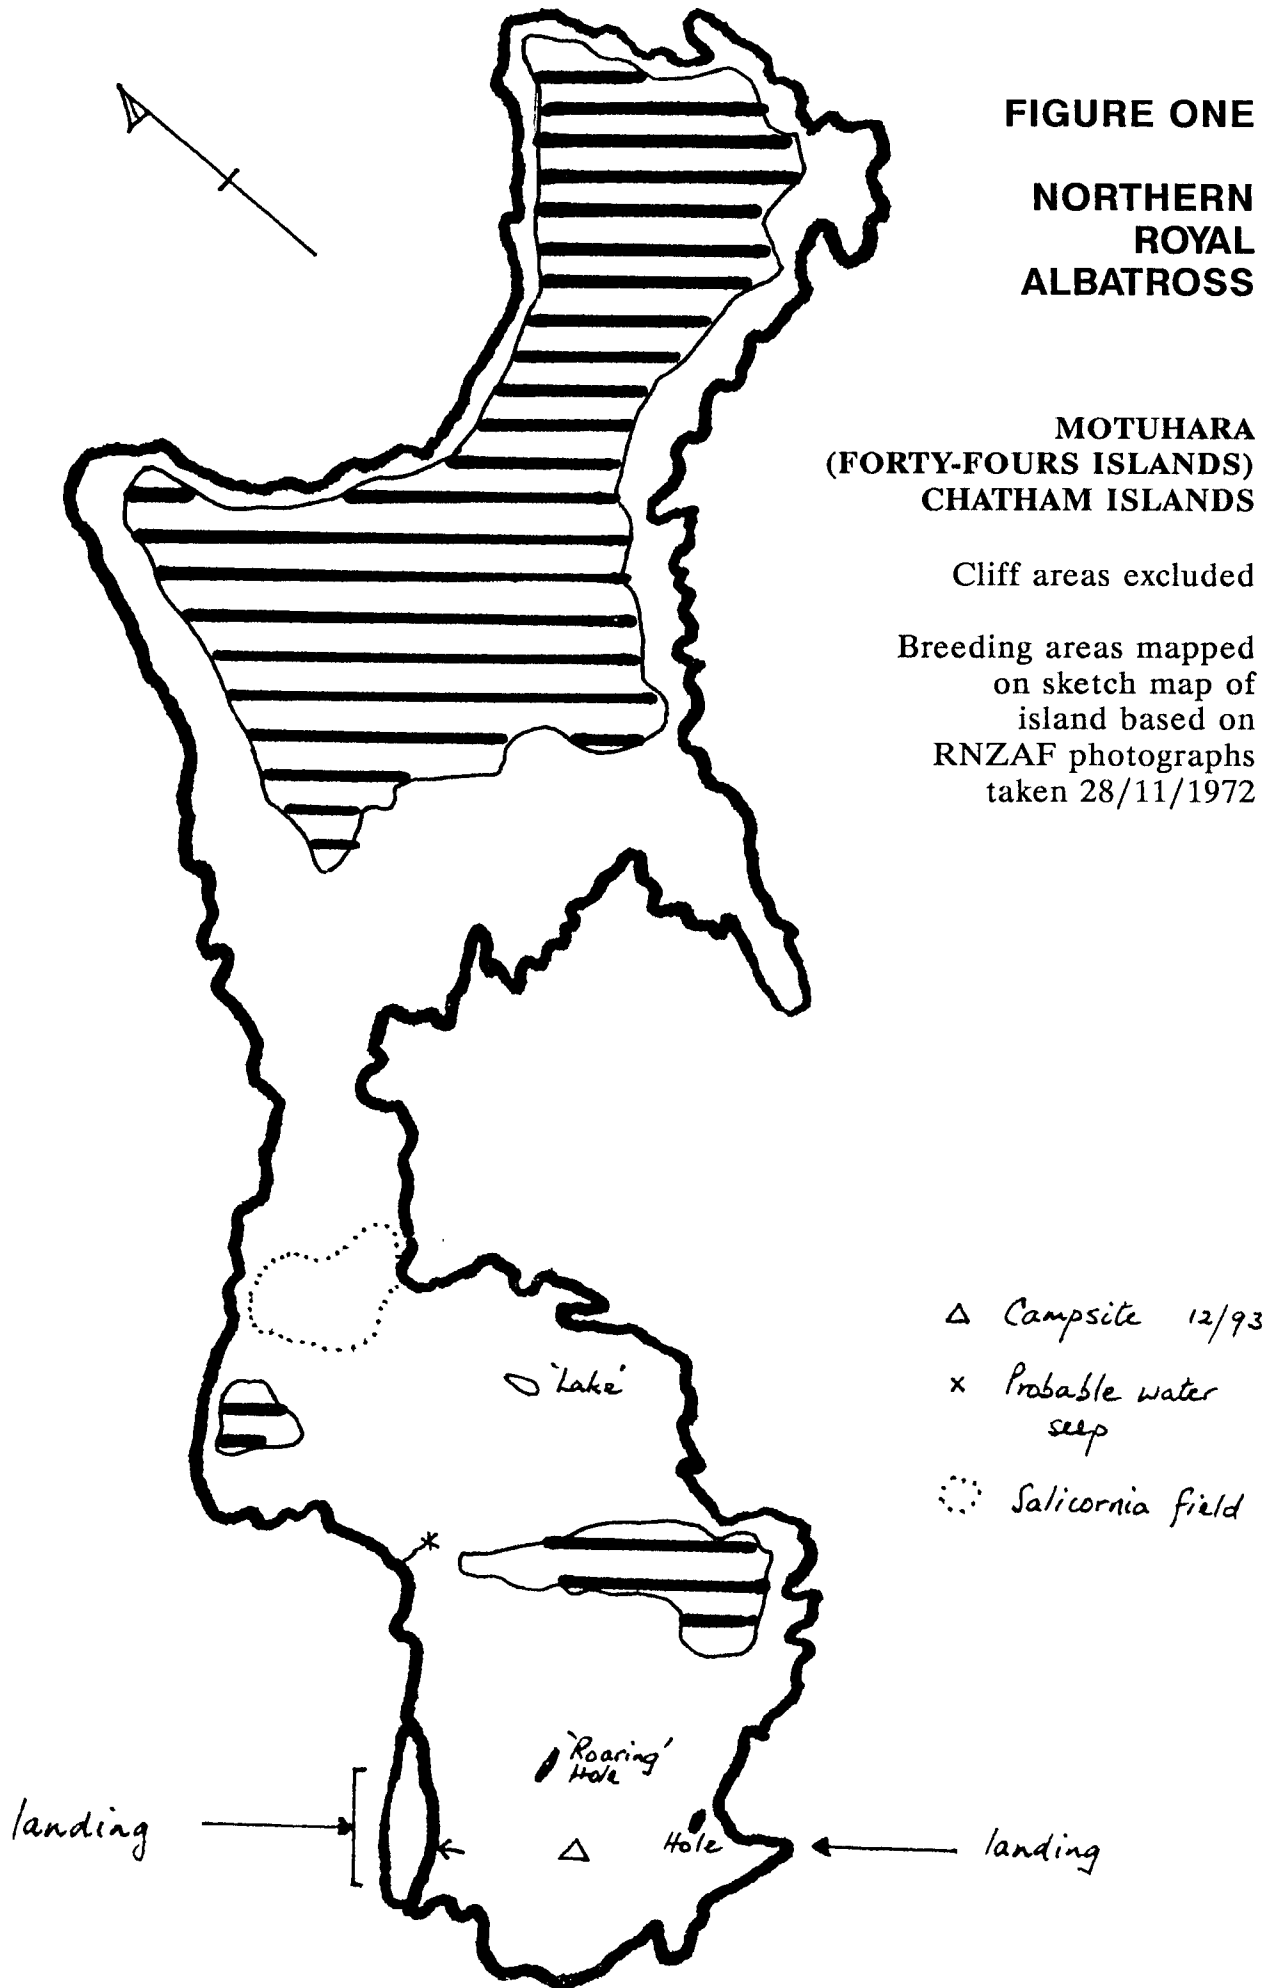 FIGURE ONE
NORTHERN
ROYAL
ALBATROSS
MOTUHARA
(FORTY-FOURS ISLANDS)
CHATHAM ISLANDS
Cliff areas excluded
Breeding areas mapped
on sketch map of
island based on
RNZAF photographs
taken 28/11/1972
Campsite 12/93
Probable water
seep
Salicornia field
'Lake'
'Roaring'
Hole
Hole
landing
landing